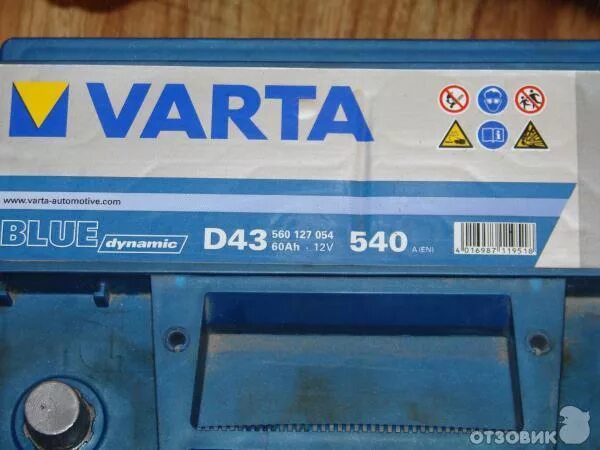 VARTA
www.varta-automotive.com
BLUE dynamic D43 560 127 054 60Ah · 12V 540 A (EN)
4 016987 119518
ОТЗОВИК